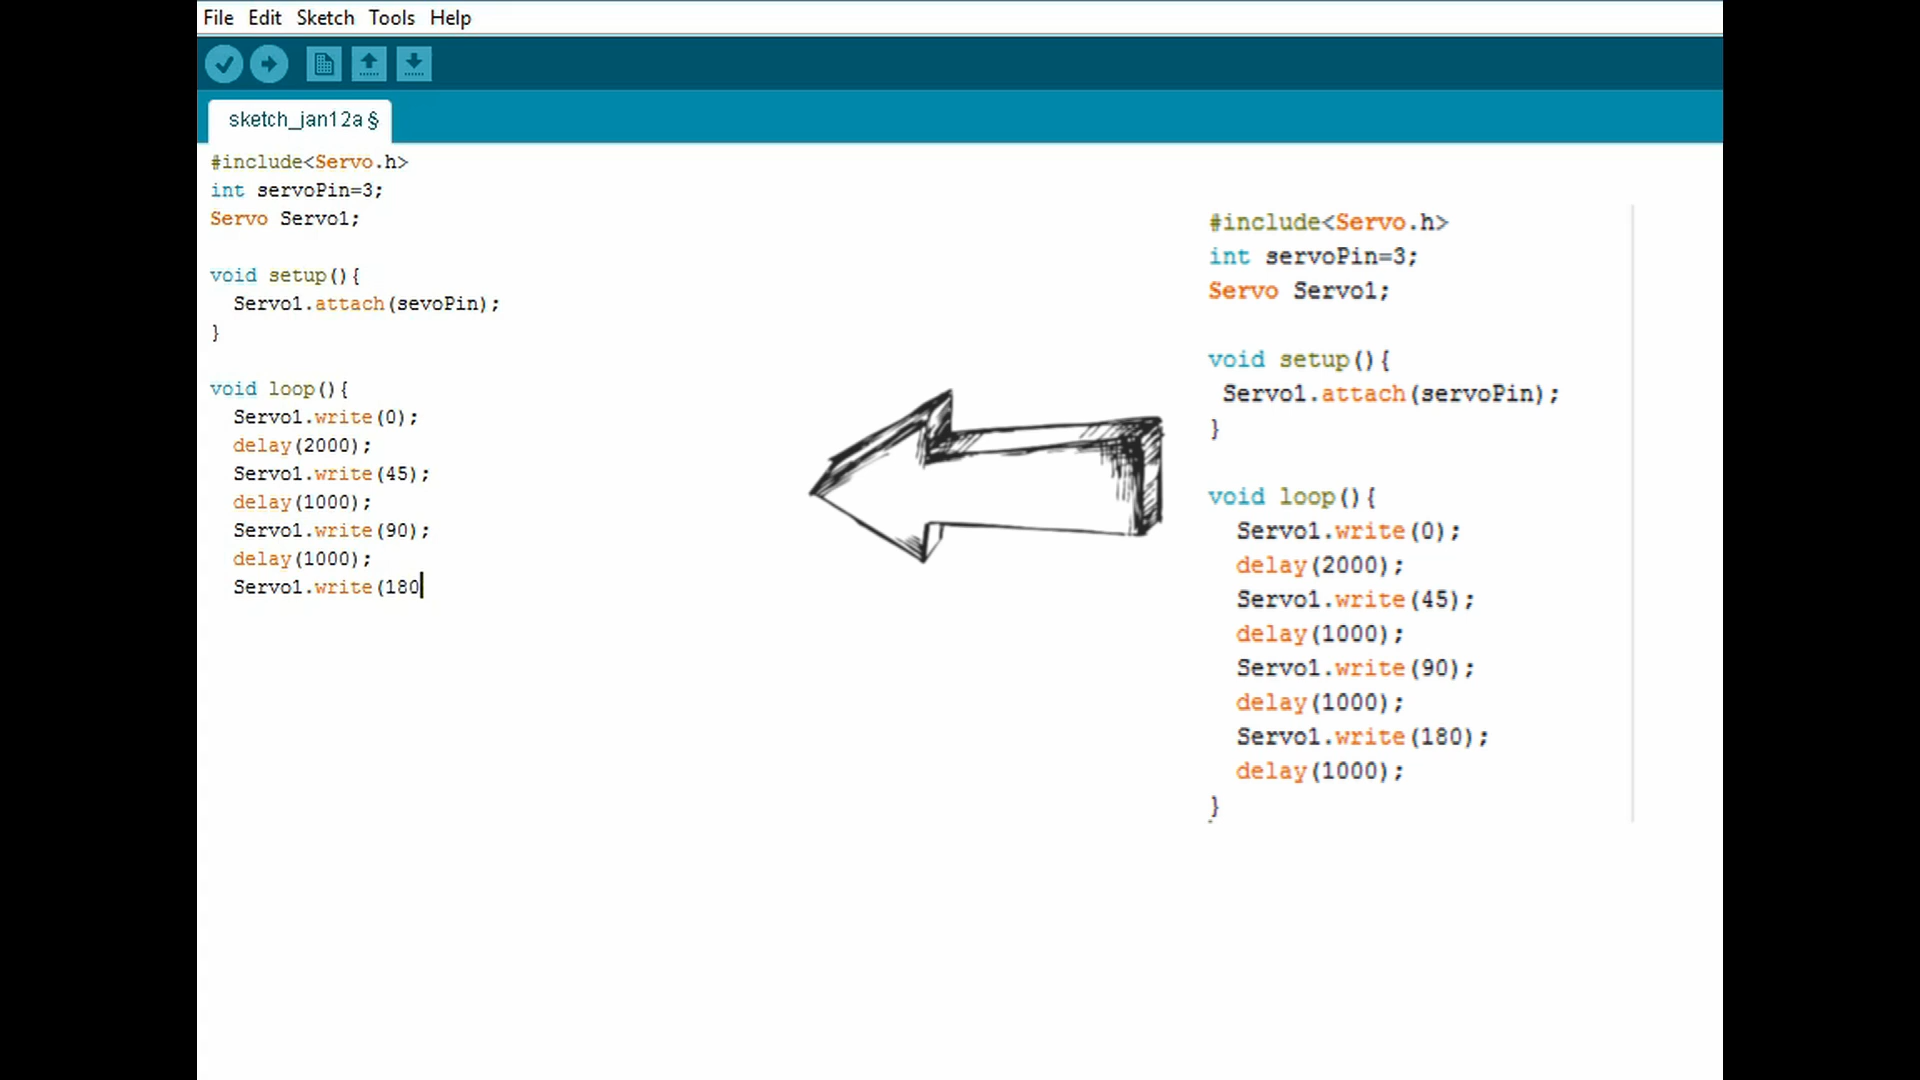 File Edit Sketch Tools Help
sketch_jan12a §
#include<Servo.h>
int servoPin=3;
Servo Servo1;
void setup(){
Servo1.attach(sevoPin);
}
void loop(){
Servo1.write(0);
delay(2000);
Servo1.write(45);
delay(1000);
Servo1.write(90);
delay(1000);
Servo1.write(180
#include<Servo.h>
int servoPin=3;
Servo Servo1;
void setup(){
Servo1.attach(servoPin);
}
void loop(){
Servo1.write(0);
delay(2000);
Servo1.write(45);
delay(1000);
Servo1.write(90);
delay(1000);
Servo1.write(180);
delay(1000);
}